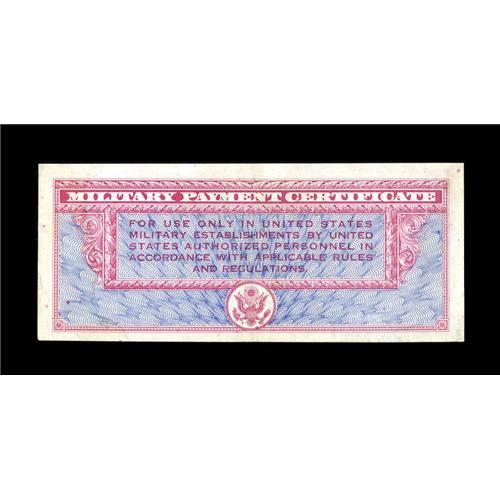 MILITARY PAYMENT CERTIFICATE
FOR USE ONLY IN UNITED STATES
MILITARY ESTABLISHMENTS BY UNITED
STATES AUTHORIZED PERSONNEL IN
ACCORDANCE WITH APPLICABLE RULES
AND REGULATIONS.